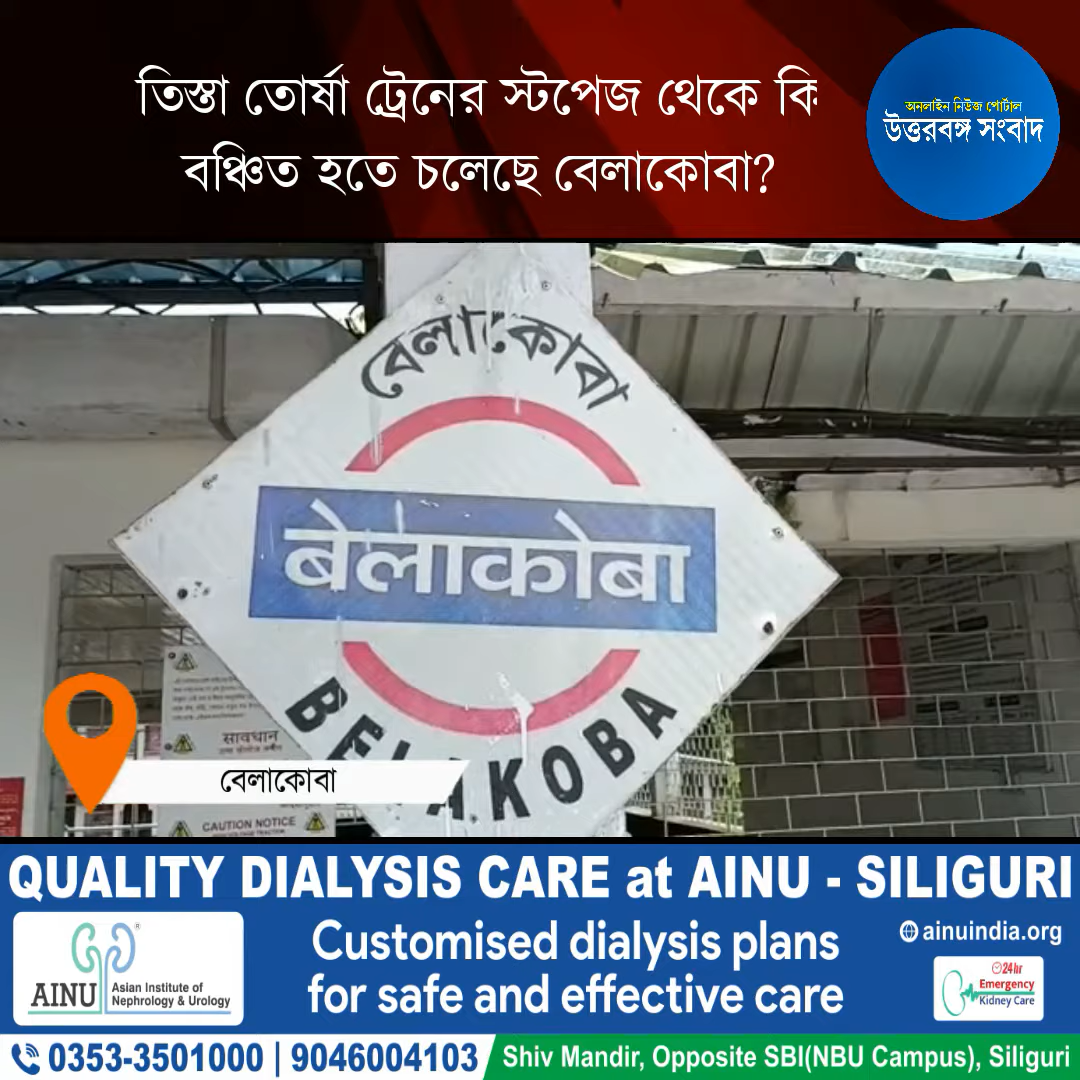 তিস্তা তোর্ষা ট্রেনের স্টপেজ থেকে কি
বঞ্চিত হতে চলেছে বেলাকোবা?
অনলাইন নিউজ পোর্টাল
উত্তরবঙ্গ সংবাদ
বেলাকোবা
बेलाकोबा
BELAKOBA
सावधान
বেলাকোবা
CAUTION NOTICE
QUALITY DIALYSIS CARE at AINU - SILIGURI
AINU
Asian Institute of
Nephrology & Urology
Customised dialysis plans
for safe and effective care
ainuindia.org
24hr
Emergency
Kidney Care
0353-3501000 | 9046004103
Shiv Mandir, Opposite SBI(NBU Campus), Siliguri